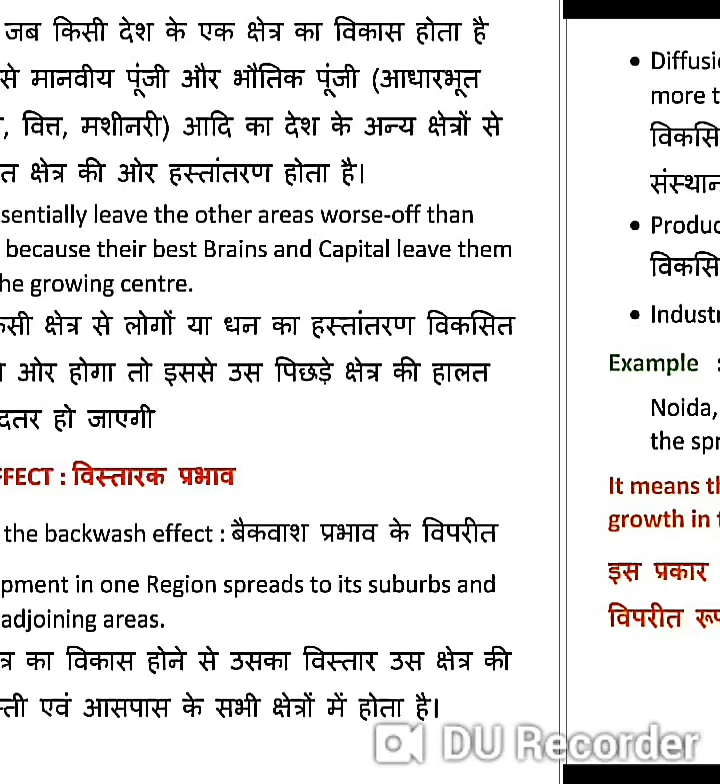 जब किसी देश के एक क्षेत्र का विकास होता है
से मानवीय पूंजी और भौतिक पूंजी (आधारभूत
, वित्त, मशीनरी) आदि का देश के अन्य क्षेत्रों से
त क्षेत्र की ओर हस्तांतरण होता है।
sentially leave the other areas worse-off than
because their best Brains and Capital leave them
he growing centre.
सी क्षेत्र से लोगों या धन का हस्तांतरण विकसित
ओर होगा तो इससे उस पिछड़े क्षेत्र की हालत
दतर हो जाएगी
FFECT : विस्तारक प्रभाव
the backwash effect : बैकवाश प्रभाव के विपरीत
pment in one Region spreads to its suburbs and
adjoining areas.
त्र का विकास होने से उसका विस्तार उस क्षेत्र की
स्ती एवं आसपास के सभी क्षेत्रों में होता है।
• Diffusi
more t
विकसि
संस्थान
• Produc
विकसि
• Industr
Example :
Noida,
the spr
It means th
growth in
इस प्रकार
विपरीत रूप
DU Recorder